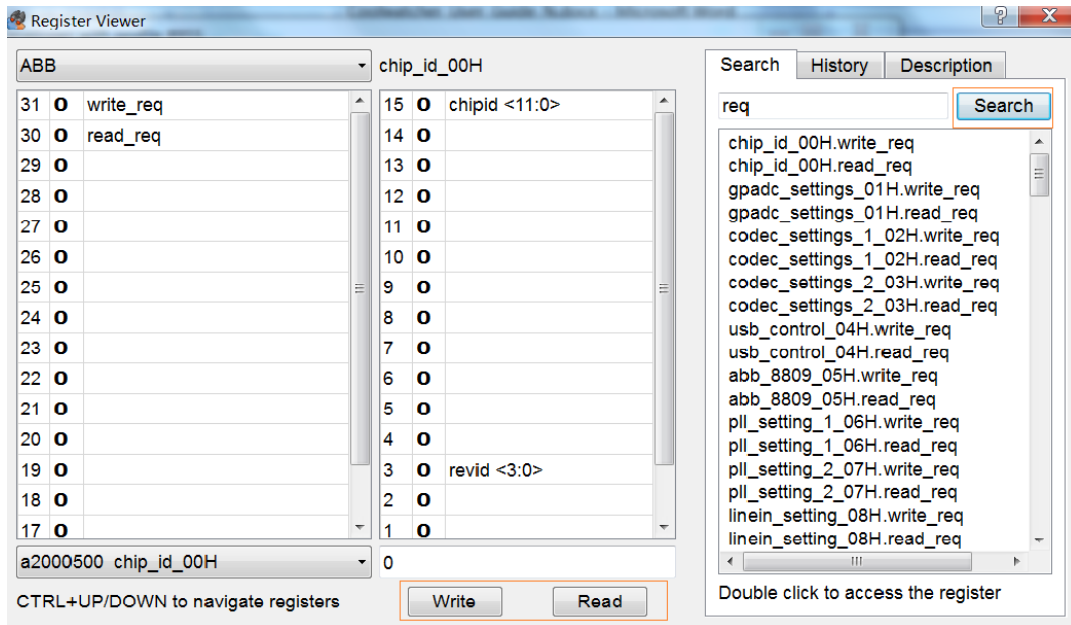 Register Viewer
ABB
chip_id_00H
Search History Description
31 0 write_req
30 0 read_req
29 0
28 0
27 0
26 0
25 0
24 0
23 0
22 0
21 0
20 0
19 0
18 0
17 0
15 0 chipid <11:0>
14 0
13 0
12 0
11 0
10 0
9 0
8 0
7 0
6 0
5 0
4 0
3 0 revid <3:0>
2 0
1 0
req Search
chip_id_00H.write_req
chip_id_00H.read_req
gpadc_settings_01H.write_req
gpadc_settings_01H.read_req
codec_settings_1_02H.write_req
codec_settings_1_02H.read_req
codec_settings_2_03H.write_req
codec_settings_2_03H.read_req
usb_control_04H.write_req
usb_control_04H.read_req
abb_8809_05H.write_req
abb_8809_05H.read_req
pll_setting_1_06H.write_req
pll_setting_1_06H.read_req
pll_setting_2_07H.write_req
pll_setting_2_07H.read_req
linein_setting_08H.write_req
linein_setting_08H.read_req
a2000500 chip_id_00H
0
CTRL+UP/DOWN to navigate registers
Write Read
Double click to access the register